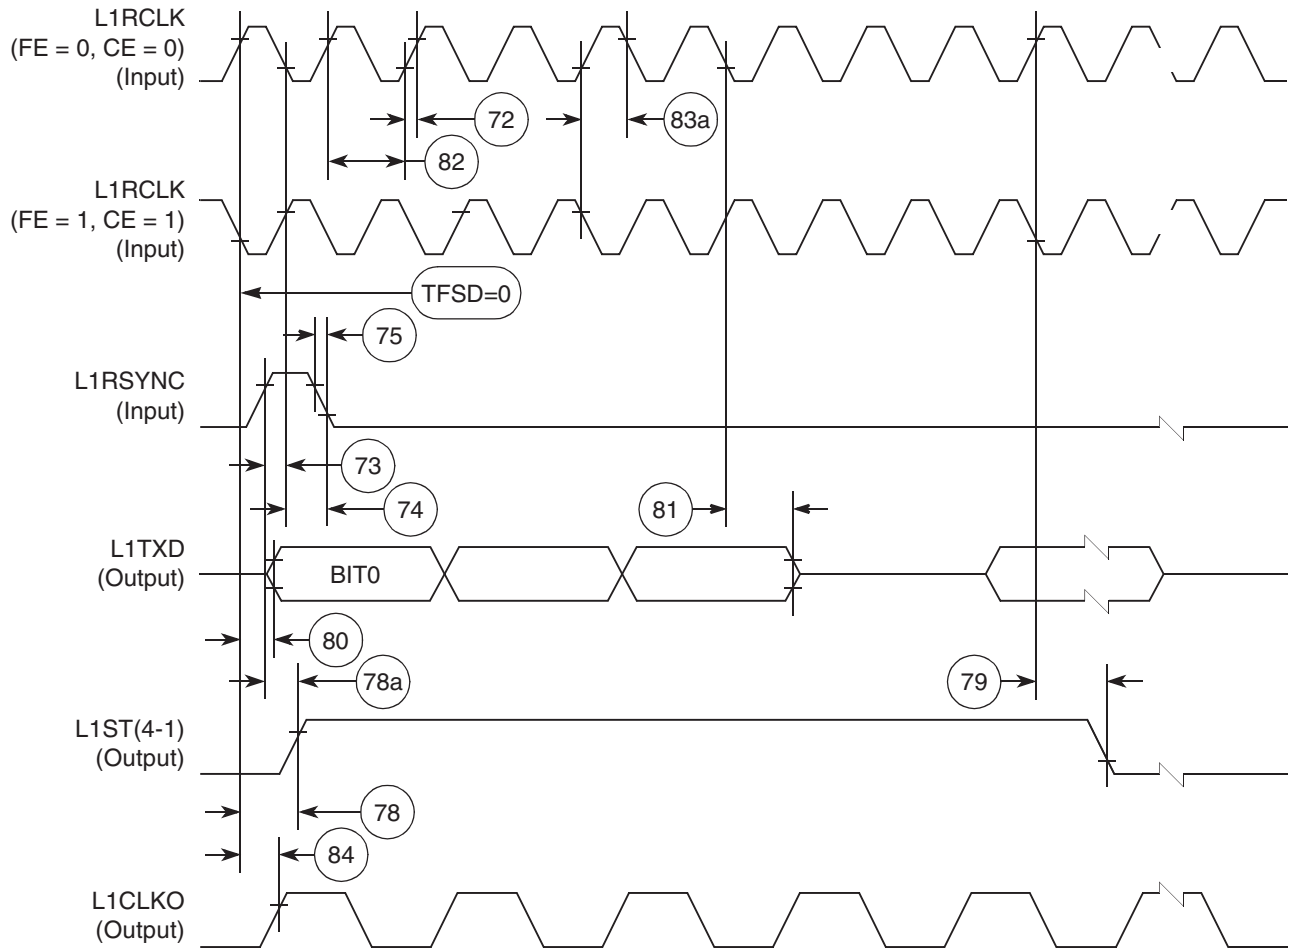 L1RCLK
(FE = 0, CE = 0)
(Input)
72
83a
82
L1RCLK
(FE = 1, CE = 1)
(Input)
TFSD=0
75
L1RSYNC
(Input)
73
74
81
L1TXD
(Output)
BIT0
80
78a
79
L1ST(4-1)
(Output)
78
84
L1CLKO
(Output)